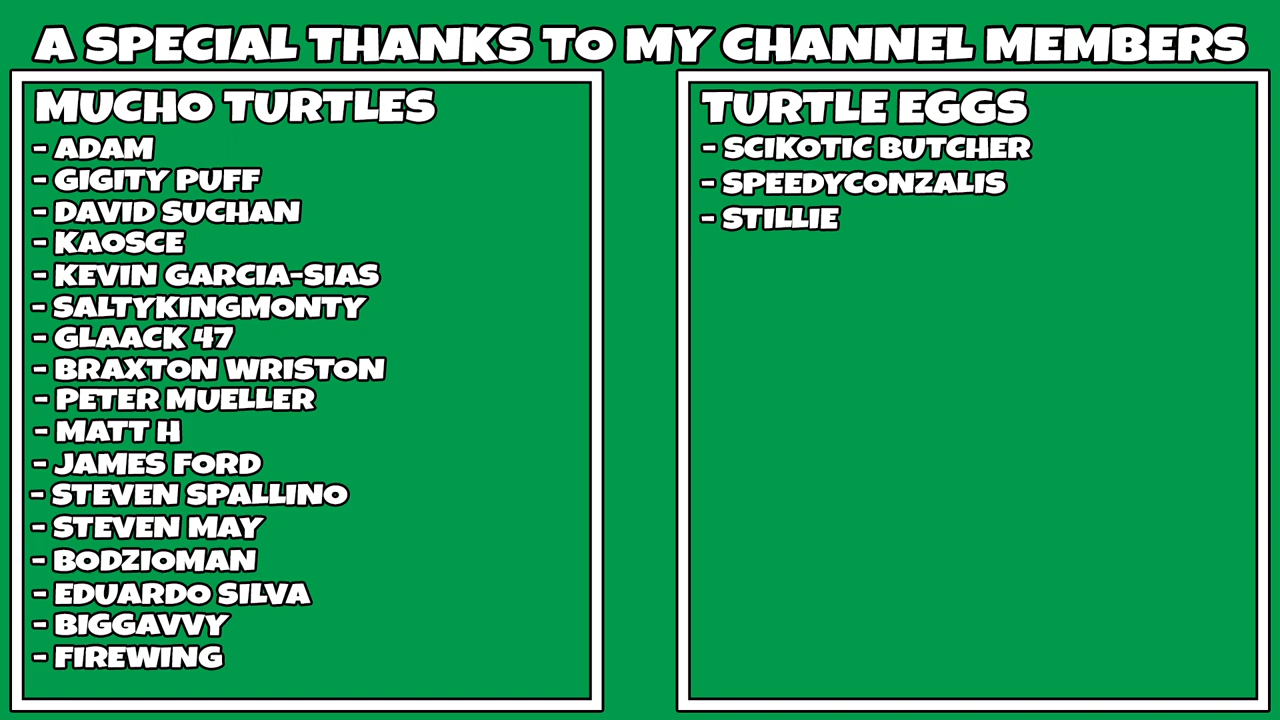 A SPECIAL THANKS TO MY CHANNEL MEMBERS
MUCHO TURTLES
- ADAM
- GIGITY PUFF
- DAVID SUCHAN
- KAOSCE
- KEVIN GARCIA-SIAS
- SALTYKINGMONTY
- GLAACK 47
- BRAXTON WRISTON
- PETER MUELLER
- MATT H
- JAMES FORD
- STEVEN SPALLINO
- STEVEN MAY
- BODZIOMAN
- EDUARDO SILVA
- BIGGAVVY
- FIREWING
TURTLE EGGS
- SCIKOTIC BUTCHER
- SPEEDYCONZALIS
- STILLIE